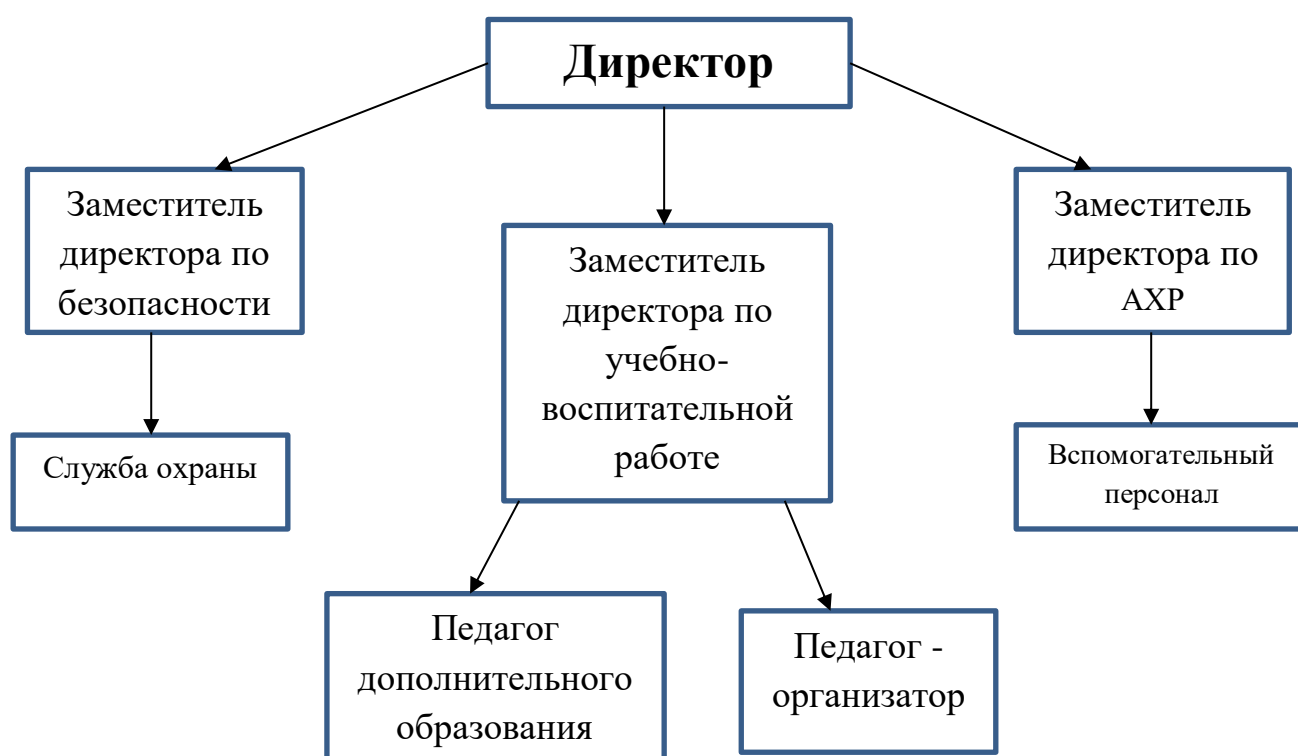 Директор
Заместитель
директора по
безопасности
Заместитель
директора по
учебно-
воспитательной
работе
Заместитель
директора по
АХР
Служба охраны
Вспомогательный
персонал
Педагог
дополнительного
образования
Педагог -
организатор